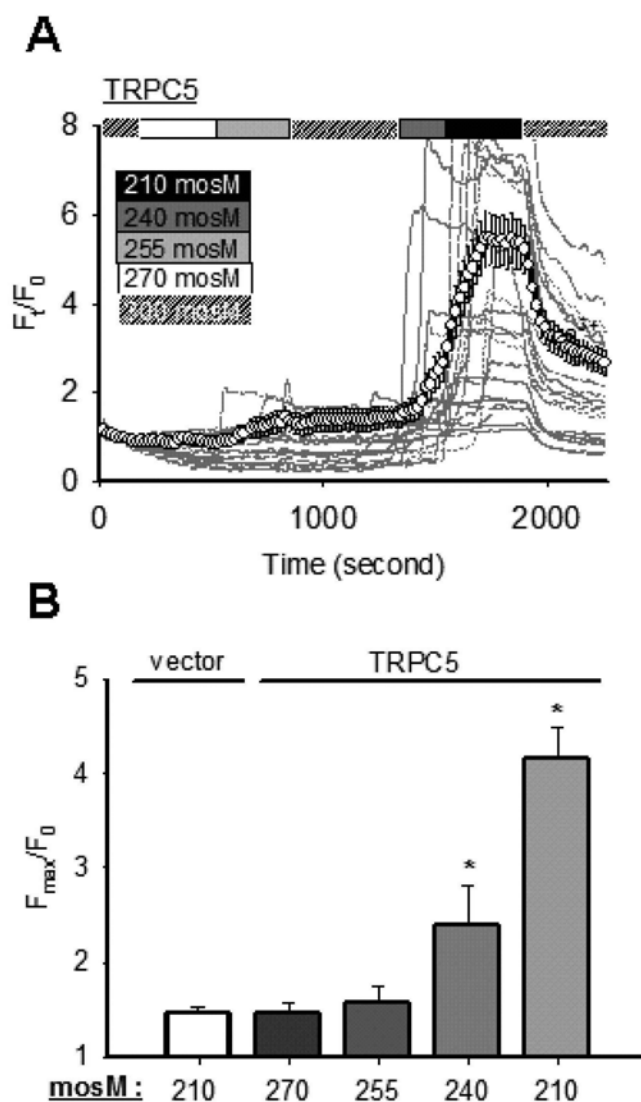 A
TRPC5
8
6
4
2
0
Ft/F0
210 mosM
240 mosM
255 mosM
270 mosM
mosM
0 1000 2000
Time (second)
B
vector TRPC5
5
4
3
2
1
Fmax/F0
*
*
mosM : 210 270 255 240 210